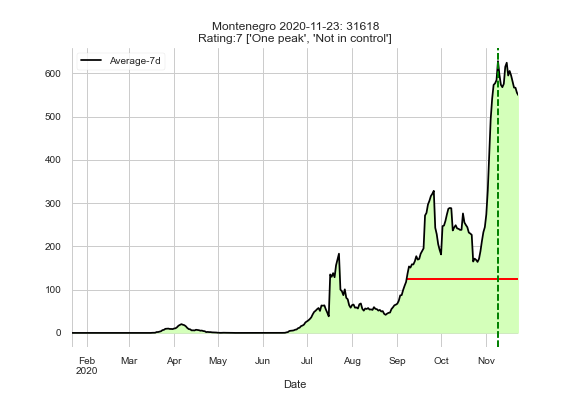 Montenegro 2020-11-23: 31618
Rating:7 ['One peak', 'Not in control']
Average-7d
600
500
400
300
200
100
0
Feb Mar Apr May Jun Jul Aug Sep Oct Nov
2020
Date